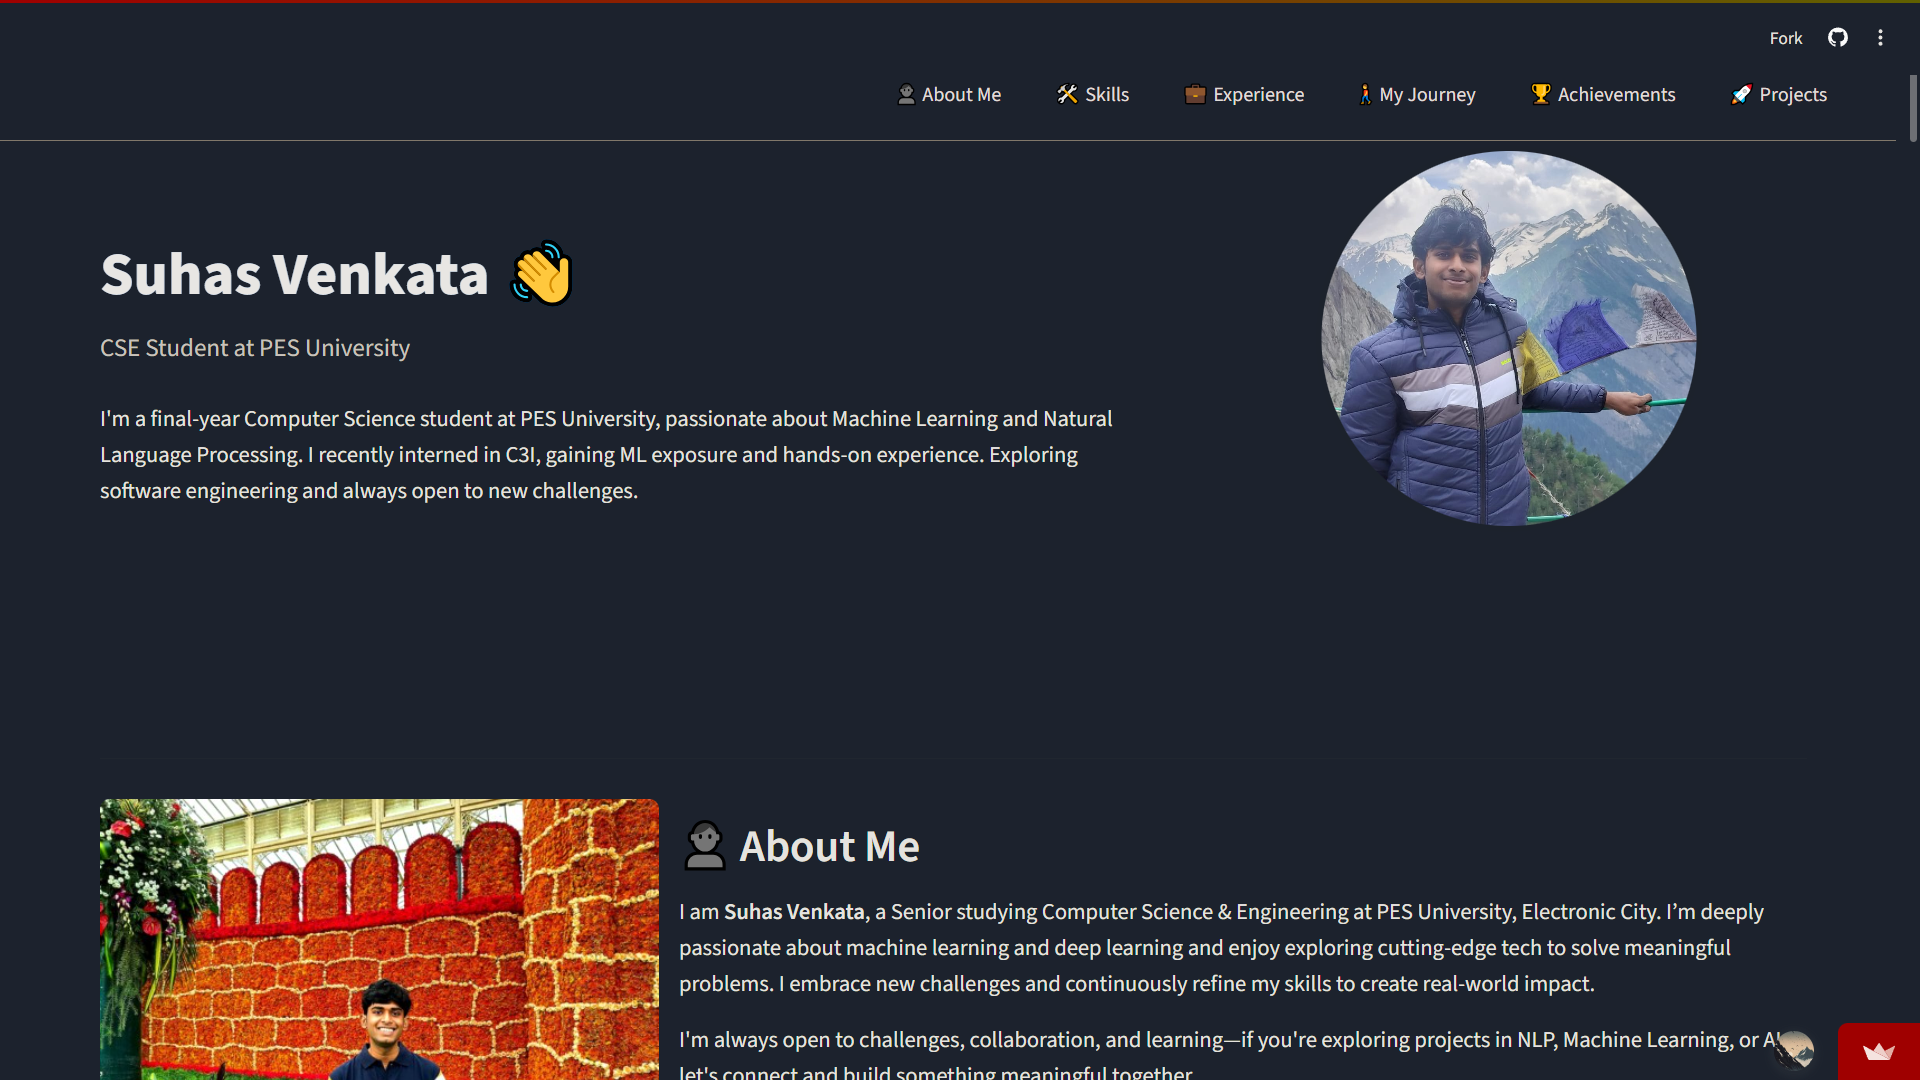 Fork
About Me
Skills
Experience
My Journey
Achievements
Projects
Suhas Venkata
CSE Student at PES University
I'm a final-year Computer Science student at PES University, passionate about Machine Learning and Natural
Language Processing. I recently interned in C3I, gaining ML exposure and hands-on experience. Exploring
software engineering and always open to new challenges.
About Me
I am Suhas Venkata, a Senior studying Computer Science & Engineering at PES University, Electronic City. I’m deeply
passionate about machine learning and deep learning and enjoy exploring cutting-edge tech to solve meaningful
problems. I embrace new challenges and continuously refine my skills to create real-world impact.
I'm always open to challenges, collaboration, and learning—if you're exploring projects in NLP, Machine Learning, or
let's connect and build something meaningful together